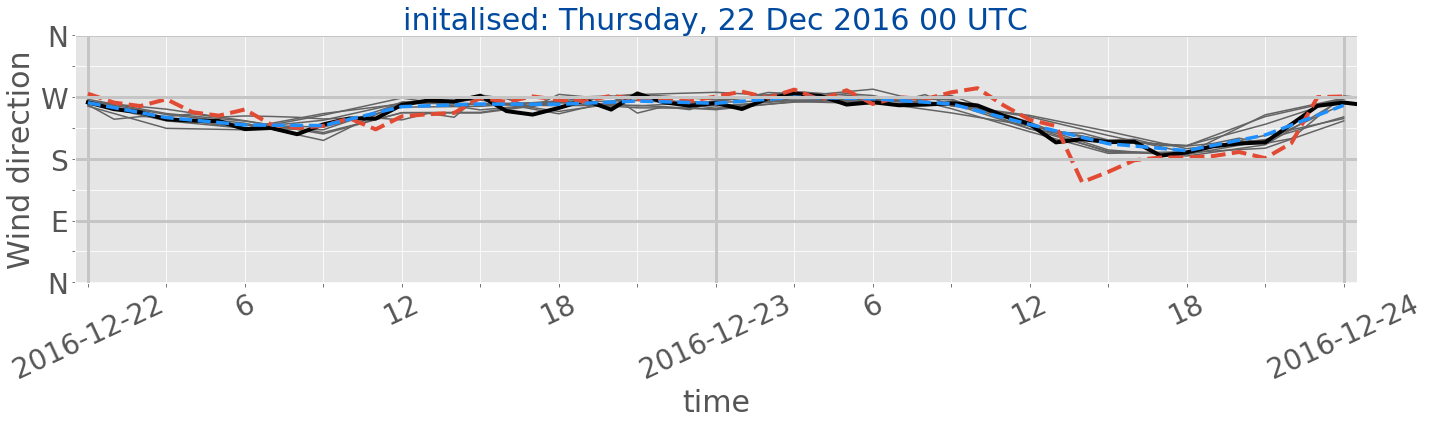 initalised: Thursday, 22 Dec 2016 00 UTC
Wind direction
N
W
S
E
N
2016-12-22 6 12 18 2016-12-23 6 12 18 2016-12-24
time